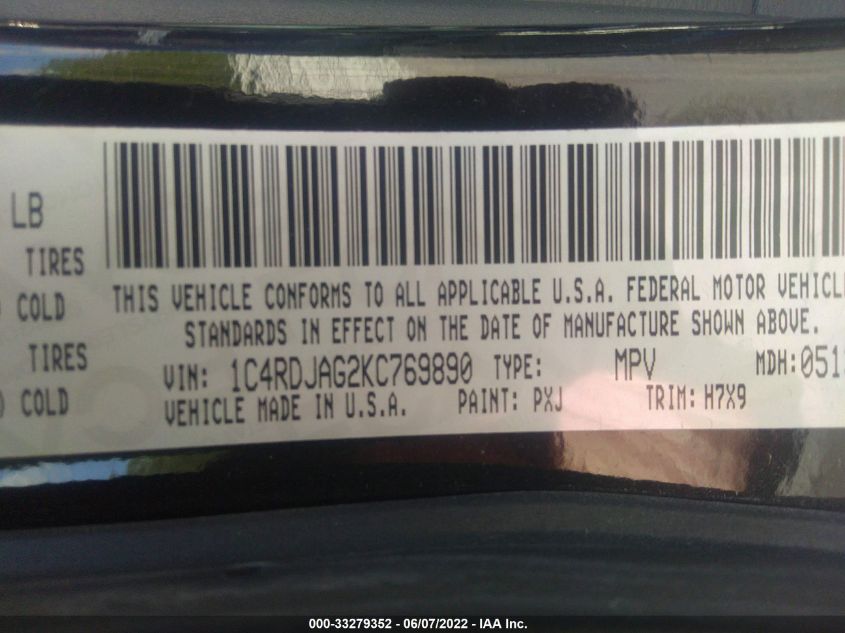 LB
TIRES
COLD
THIS VEHICLE CONFORMS TO ALL APPLICABLE U.S.A. FEDERAL MOTOR VEHICLE
STANDARDS IN EFFECT ON THE DATE OF MANUFACTURE SHOWN ABOVE.
TIRES
VIN: 1C4RDJAG2KC769890 TYPE: MPV MDH:051
COLD
VEHICLE MADE IN U.S.A. PAINT: PXJ TRIM: H7X9
000-33279352 - 06/07/2022 - IAA Inc.